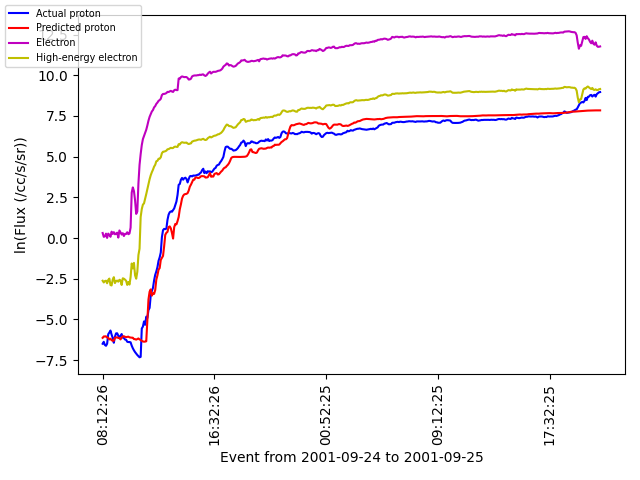 Actual proton
Predicted proton
Electron
High-energy electron
12.5
10.0
7.5
5.0
2.5
0.0
−2.5
−5.0
−7.5
ln(Flux (/cc/s/sr))
08:12:26
16:32:26
00:52:25
09:12:25
17:32:25
Event from 2001-09-24 to 2001-09-25